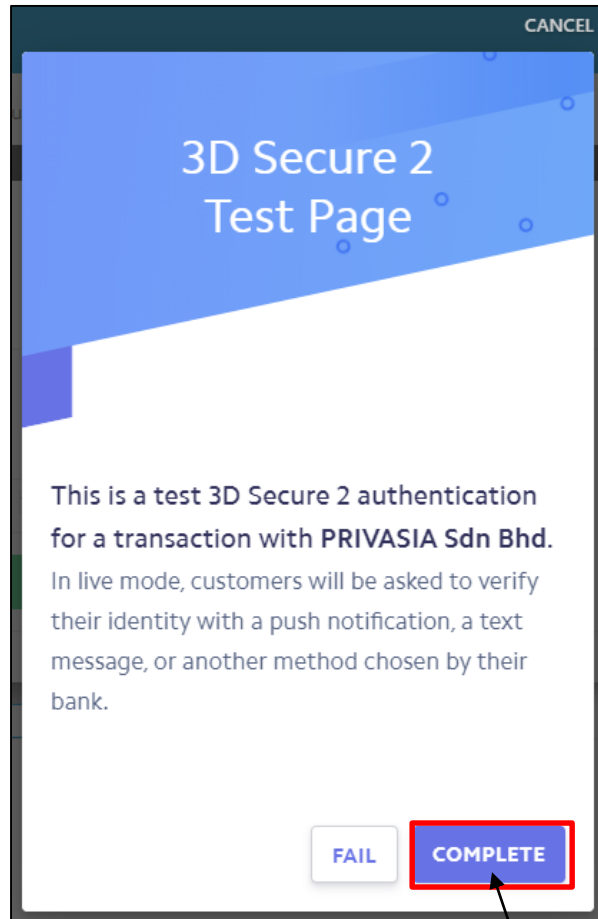 CANCEL
3D Secure 2
Test Page
This is a test 3D Secure 2 authentication
for a transaction with PRIVASIA Sdn Bhd.
In live mode, customers will be asked to verify
their identity with a push notification, a text
message, or another method chosen by their
bank.
FAIL
COMPLETE